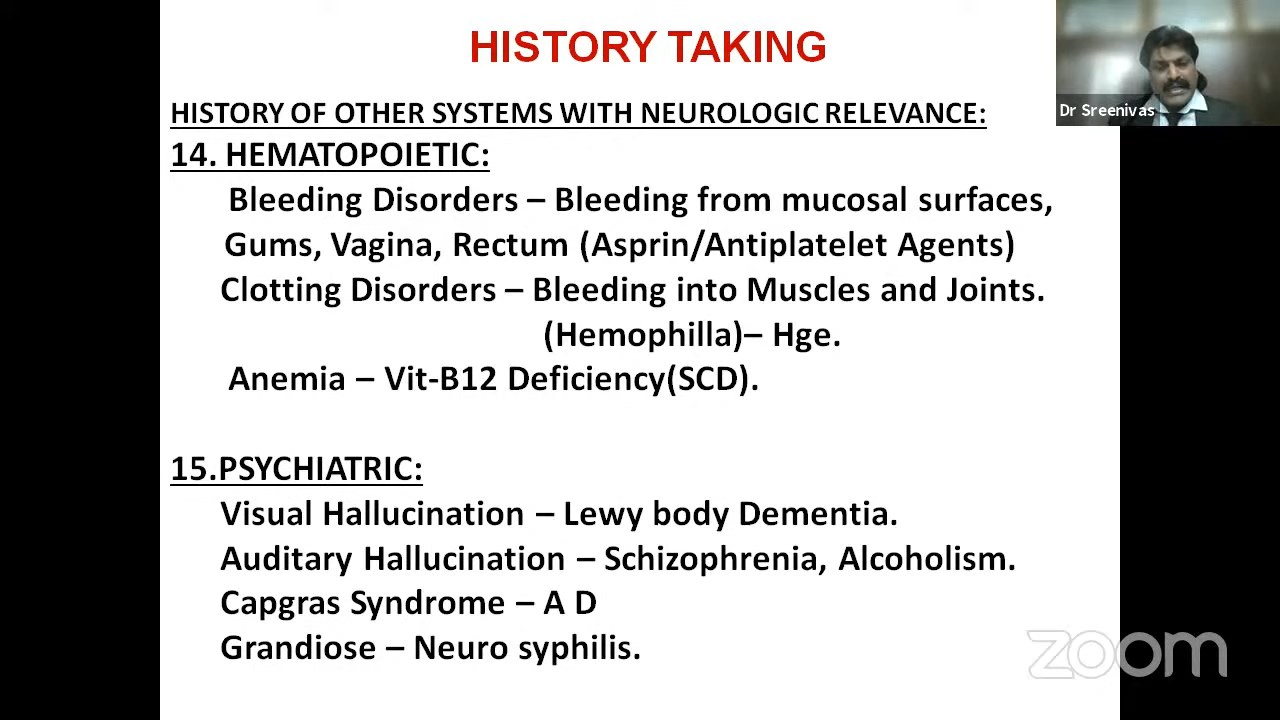 HISTORY TAKING
Dr Sreenivas
HISTORY OF OTHER SYSTEMS WITH NEUROLOGIC RELEVANCE:
14. HEMATOPOIETIC:
Bleeding Disorders – Bleeding from mucosal surfaces,
Gums, Vagina, Rectum (Asprin/Antiplatelet Agents)
Clotting Disorders – Bleeding into Muscles and Joints.
(Hemophilla)– Hge.
Anemia – Vit-B12 Deficiency(SCD).
15.PSYCHIATRIC:
Visual Hallucination – Lewy body Dementia.
Auditary Hallucination – Schizophrenia, Alcoholism.
Capgras Syndrome – A D
Grandiose – Neuro syphilis.
zoom